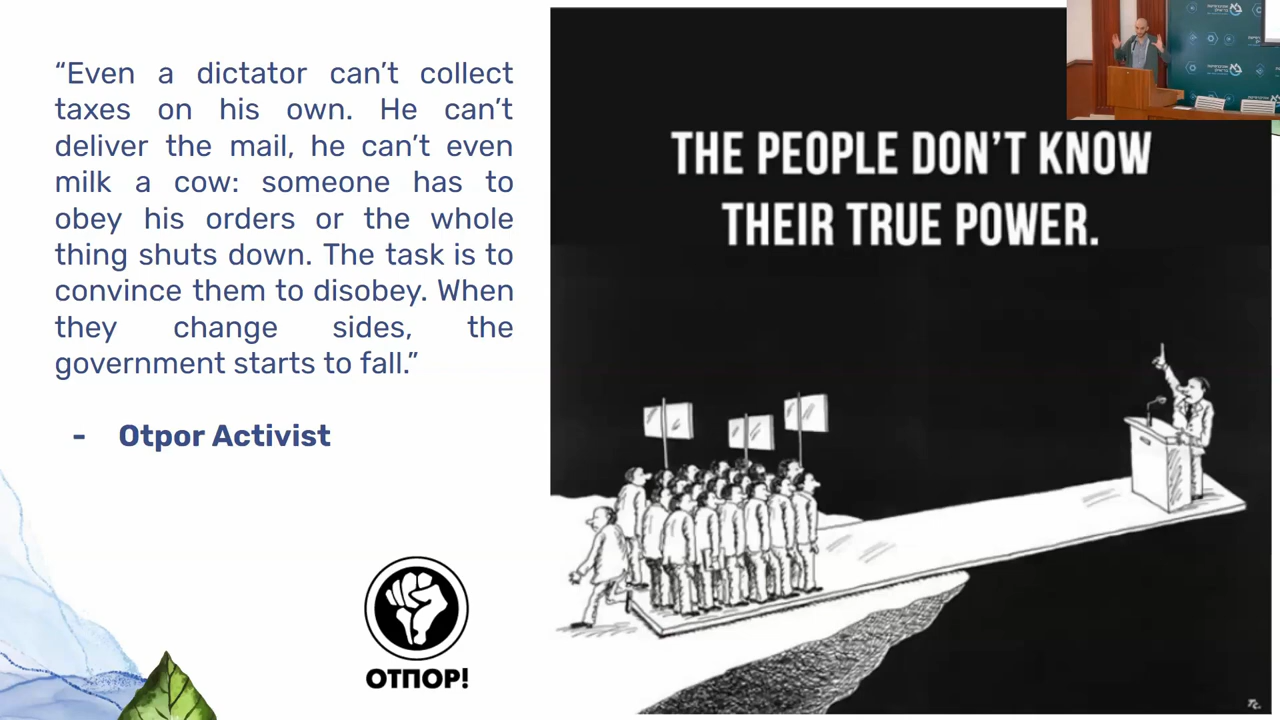 “Even a dictator can’t collect
taxes on his own. He can’t
deliver the mail, he can’t even
milk a cow: someone has to
obey his orders or the whole
thing shuts down. The task is to
convince them to disobey. When
they change sides, the
government starts to fall.”
- Otpor Activist
ОТПОР!
THE PEOPLE DON’T KNOW
THEIR TRUE POWER.